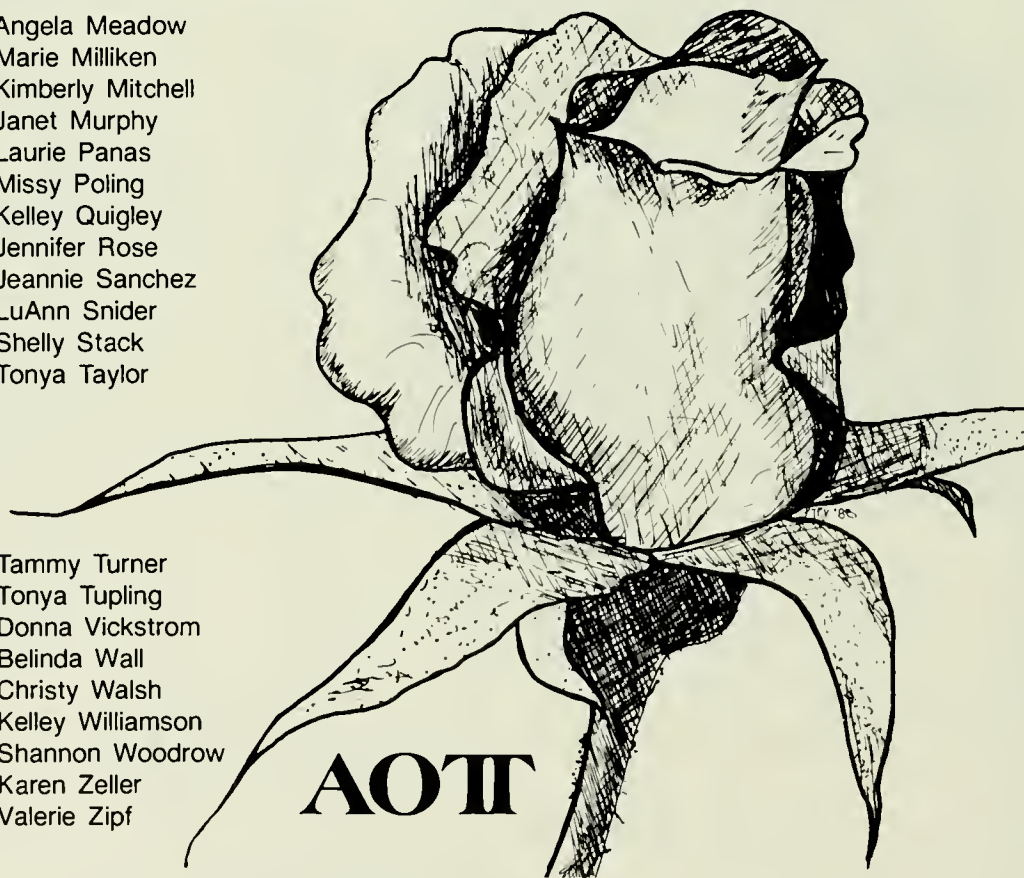 Angela Meadow
Marie Milliken
Kimberly Mitchell
Janet Murphy
Laurie Panas
Missy Poling
Kelley Quigley
Jennifer Rose
Jeannie Sanchez
LuAnn Snider
Shelly Stack
Tonya Taylor
Tammy Turner
Tonya Tupling
Donna Vickstrom
Belinda Wall
Christy Walsh
Kelley Williamson
Shannon Woodrow
Karen Zeller
Valerie Zipf
ΑΟΠ